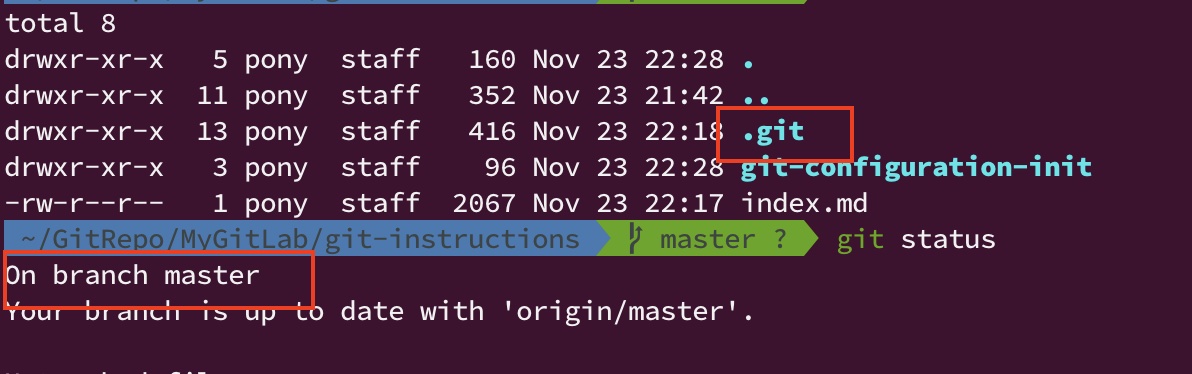 total 8
drwxr-xr-x   5 pony  staff   160 Nov 23 22:28 .
drwxr-xr-x  11 pony  staff   352 Nov 23 21:42 ..
drwxr-xr-x  13 pony  staff   416 Nov 23 22:18 .git
drwxr-xr-x   3 pony  staff    96 Nov 23 22:28 git-configuration-init
-rw-r--r--   1 pony  staff  2067 Nov 23 22:17 index.md
~/GitRepo/MyGitLab/git-instructions master ? git status
On branch master
Your branch is up to date with 'origin/master'.